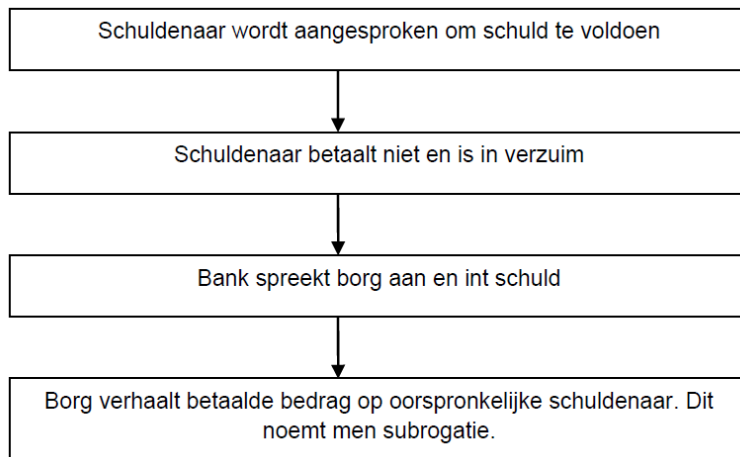 Schuldenaar wordt aangesproken om schuld te voldoen
Schuldenaar betaalt niet en is in verzuim
Bank spreekt borg aan en int schuld
Borg verhaalt betaalde bedrag op oorspronkelijke schuldenaar. Dit
noemt men subrogatie.